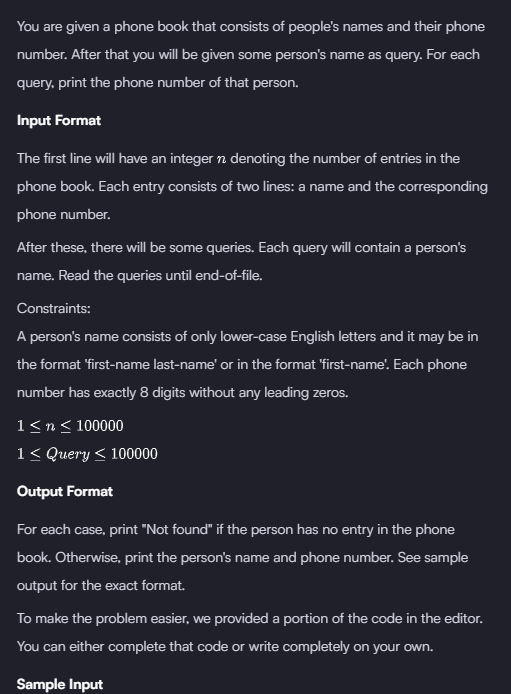 You are given a phone book that consists of people's names and their phone
number. After that you will be given some person's name as query. For each
query, print the phone number of that person.
Input Format
The first line will have an integer n denoting the number of entries in the
phone book. Each entry consists of two lines: a name and the corresponding
phone number.
After these, there will be some queries. Each query will contain a person's
name. Read the queries until end-of-file.
Constraints:
A person's name consists of only lower-case English letters and it may be in
the format 'first-name last-name' or in the format 'first-name'. Each phone
number has exactly 8 digits without any leading zeros.
1 ≤ n ≤ 100000
1 ≤ Query ≤ 100000
Output Format
For each case, print "Not found" if the person has no entry in the phone
book. Otherwise, print the person's name and phone number. See sample
output for the exact format.
To make the problem easier, we provided a portion of the code in the editor.
You can either complete that code or write completely on your own.
Sample Input